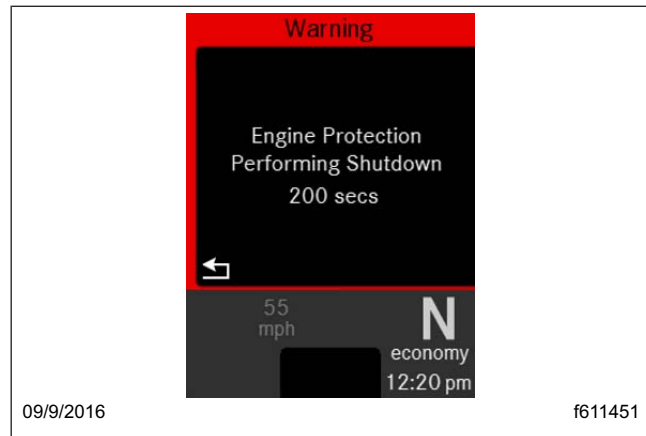 Warning
Engine Protection
Performing Shutdown
200 secs
55
mph
N
economy
12:20 pm
09/9/2016
f611451